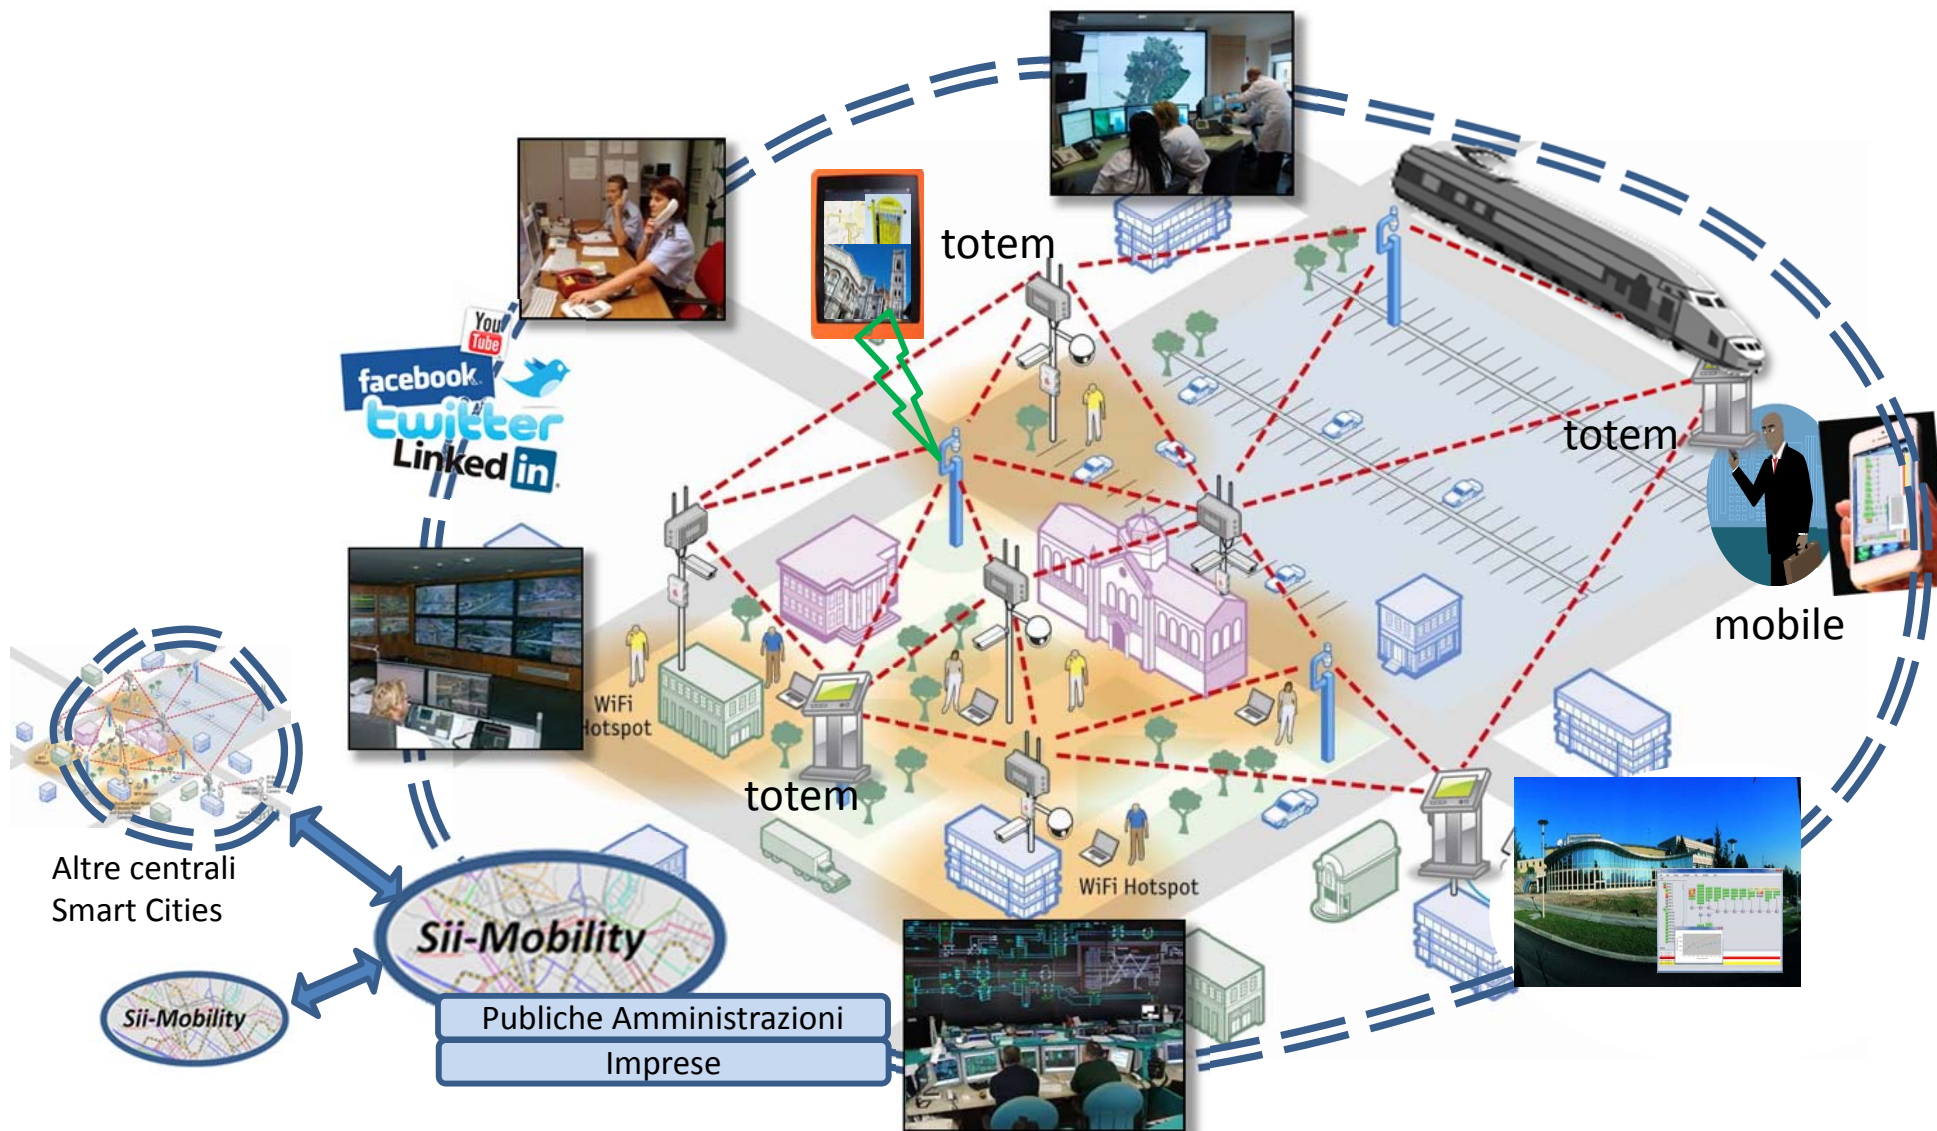 totem
You
Tube
facebook
twitter
Linked in
totem
mobile
WiFi
Hotspot
totem
WiFi Hotspot
Altre centrali
Smart Cities
Sii-Mobility
Sii-Mobility
Publiche Amministrazioni
Imprese